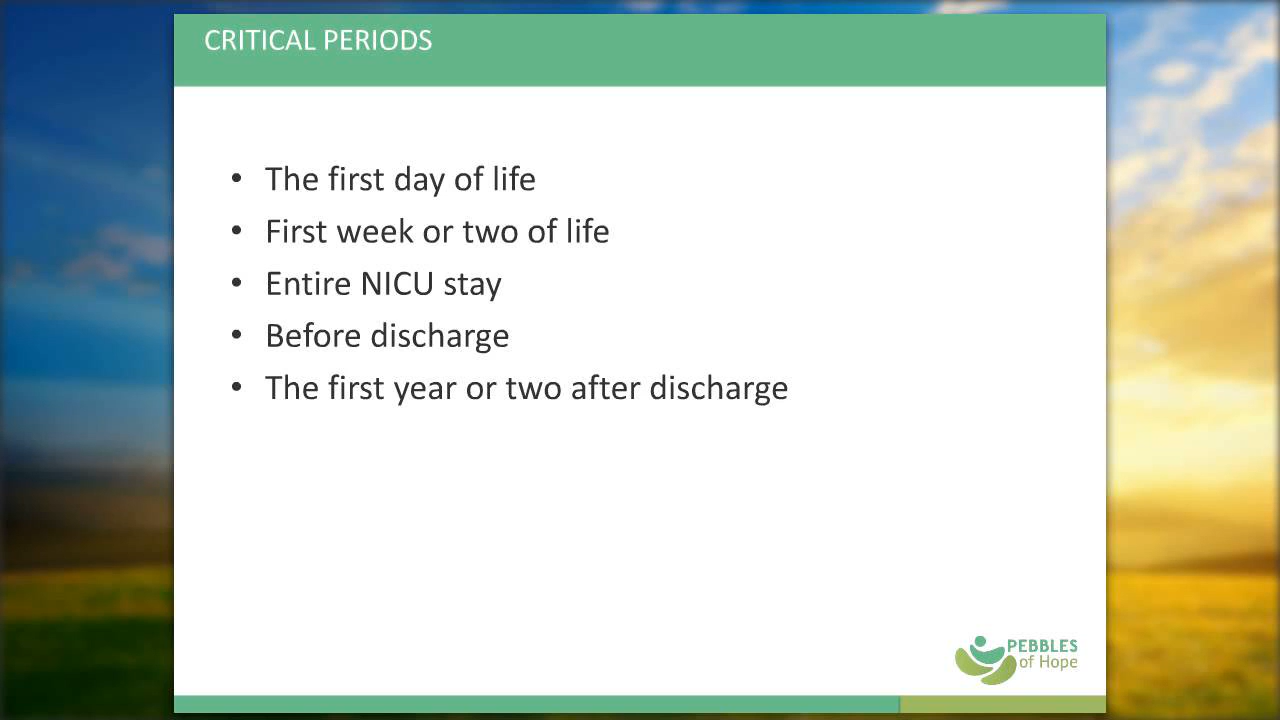 CRITICAL PERIODS
• The first day of life
• First week or two of life
• Entire NICU stay
• Before discharge
• The first year or two after discharge
PEBBLES
of Hope